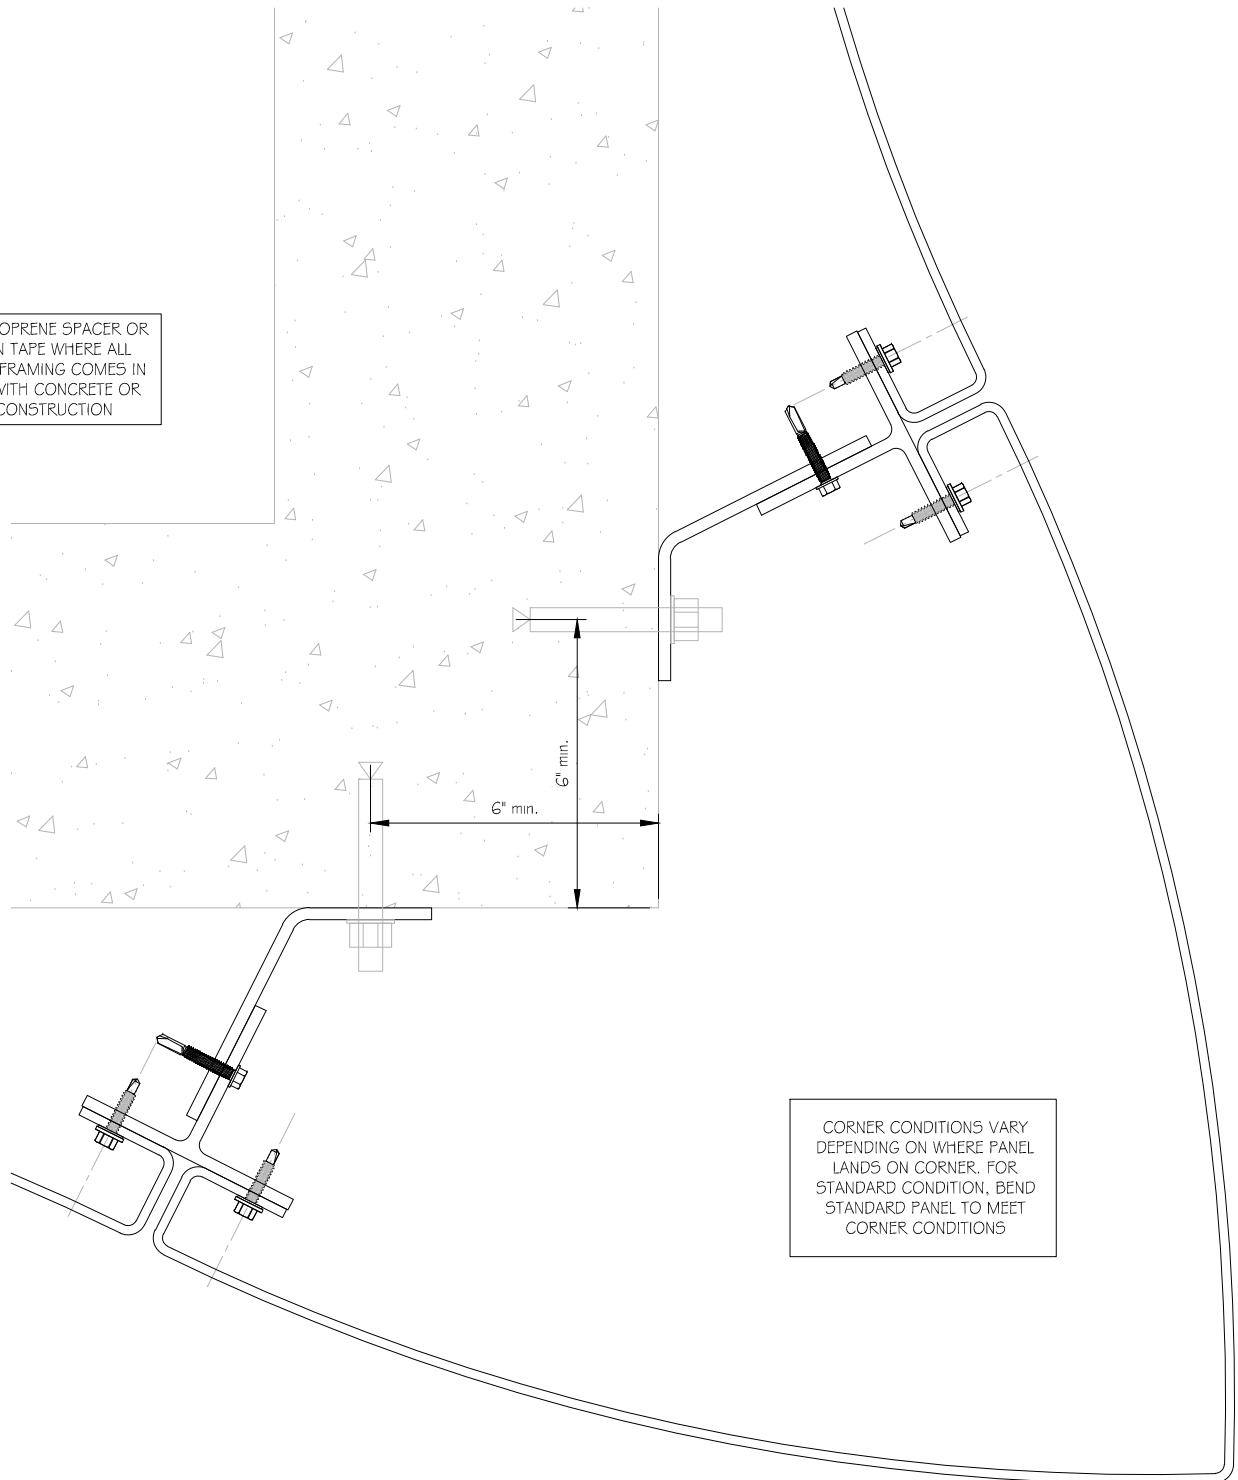 OPRENE SPACER OR
TAPE WHERE ALL
FRAMING COMES IN
WITH CONCRETE OR
CONSTRUCTION
6" min.
6" min.
CORNER CONDITIONS VARY
DEPENDING ON WHERE PANEL
LANDS ON CORNER. FOR
STANDARD CONDITION, BEND
STANDARD PANEL TO MEET
CORNER CONDITIONS